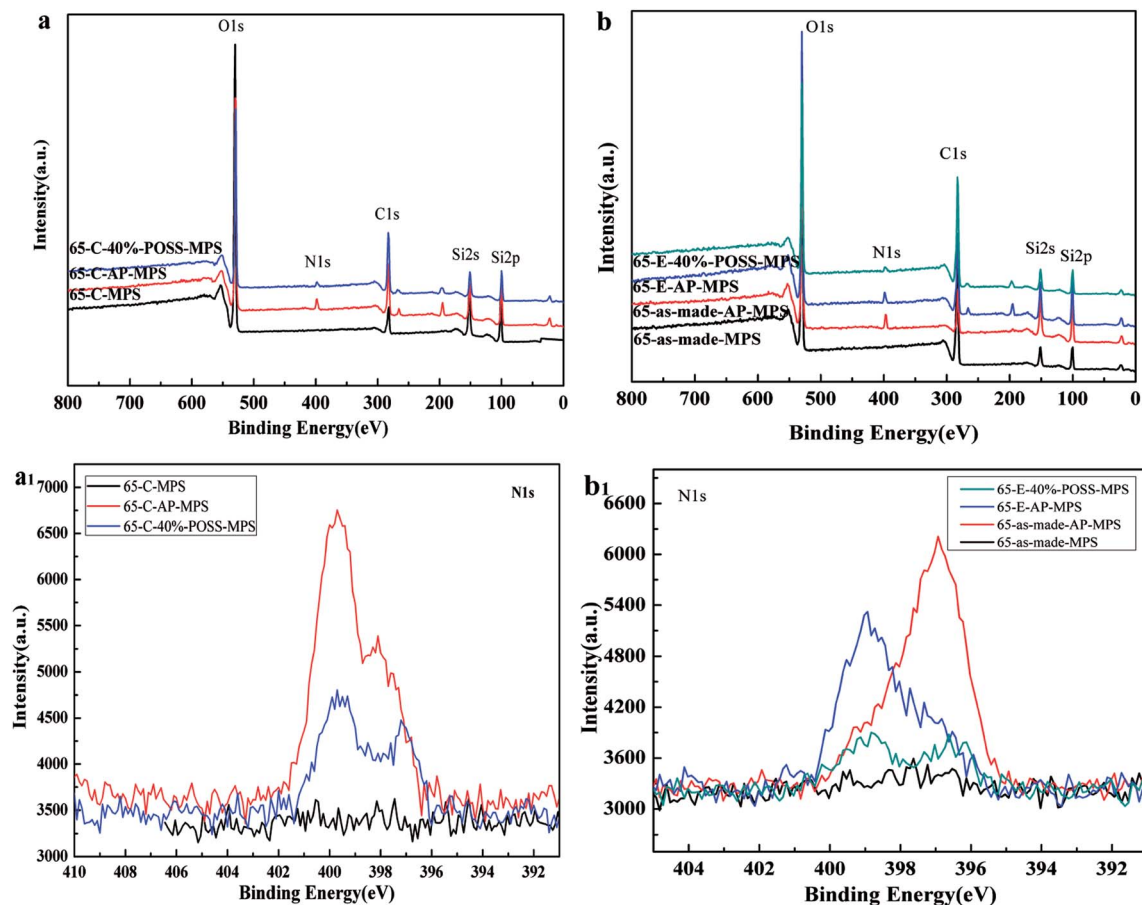 a
O1s
N1s
C1s
Si2s
Si2p
65-C-40%-POSS-MPS
65-C-AP-MPS
65-C-MPS
Intensity(a.u.)
800 700 600 500 400 300 200 100 0
Binding Energy(eV)
b
O1s
C1s
N1s
Si2s
Si2p
65-E-40%-POSS-MPS
65-E-AP-MPS
65-as-made-AP-MPS
65-as-made-MPS
Intensity(a.u.)
800 700 600 500 400 300 200 100 0
Binding Energy(eV)
a1
65-C-MPS
65-C-AP-MPS
65-C-40%-POSS-MPS
N1s
7000
6500
6000
5500
5000
4500
4000
3500
3000
Intensity(a.u.)
410 408 406 404 402 400 398 396 394 392
Binding Energy(eV)
b1
N1s
65-E-40%-POSS-MPS
65-E-AP-MPS
65-as-made-AP-MPS
65-as-made-MPS
6600
6000
5400
4800
4200
3600
3000
Intensity(a.u.)
404 402 400 398 396 394 392
Binding Energy(eV)